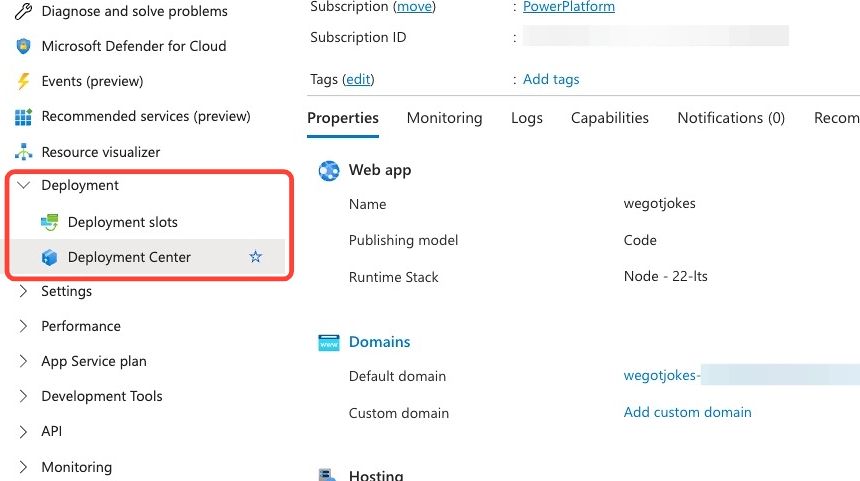 Diagnose and solve problems
Microsoft Defender for Cloud
Events (preview)
Recommended services (preview)
Resource visualizer
Deployment
Deployment slots
Deployment Center
Settings
Performance
App Service plan
Development Tools
API
Monitoring
Subscription (move) : PowerPlatform
Subscription ID :
Tags (edit) : Add tags
Properties Monitoring Logs Capabilities Notifications (0) Recom
Web app
Name wegotjokes
Publishing model Code
Runtime Stack Node - 22-lts
www
Domains
Default domain wegotjokes-
Custom domain Add custom domain
Hosting